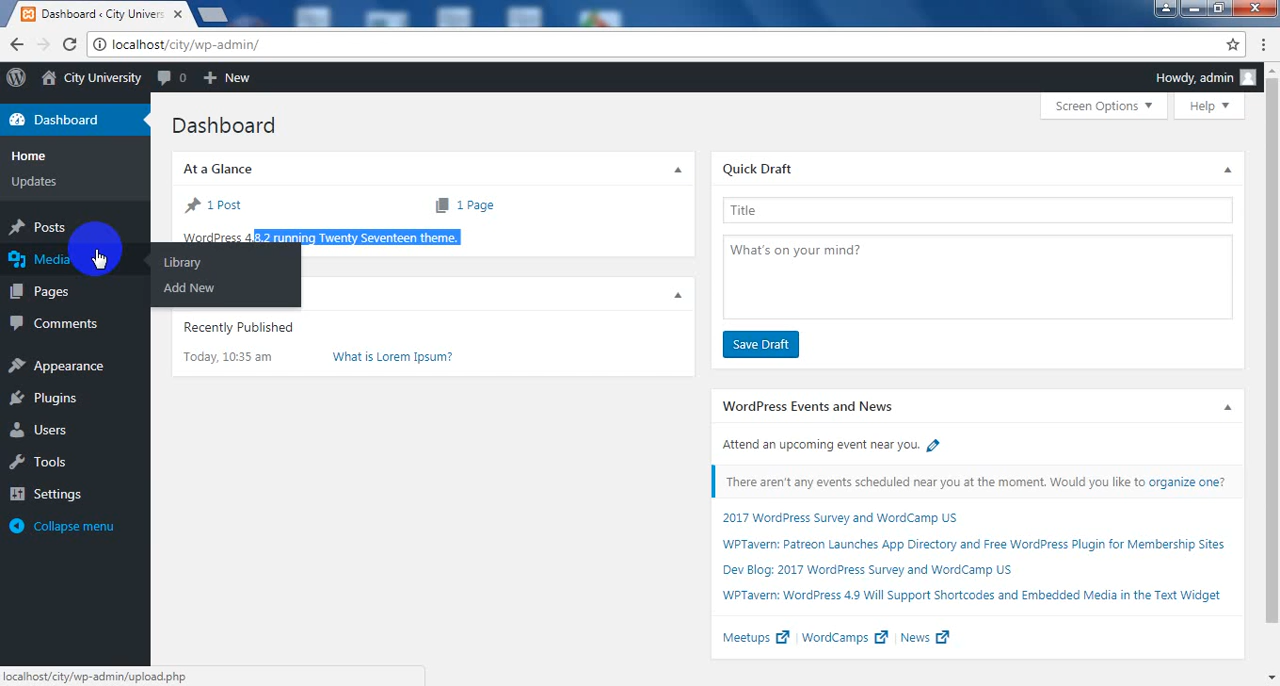 Dashboard ‹ City Univers
localhost/city/wp-admin/
City University
0
New
Howdy, admin
Dashboard
Home
Updates
Posts
Media
Library
Add New
Pages
Comments
Appearance
Plugins
Users
Tools
Settings
Collapse menu
Screen Options
Help
Dashboard
At a Glance
1 Post
1 Page
WordPress 4.8.2 running Twenty Seventeen theme.
Recently Published
Today, 10:35 am
What is Lorem Ipsum?
Quick Draft
Title
What's on your mind?
Save Draft
WordPress Events and News
Attend an upcoming event near you.
There aren't any events scheduled near you at the moment. Would you like to organize one?
2017 WordPress Survey and WordCamp US
WPTavern: Patreon Launches App Directory and Free WordPress Plugin for Membership Sites
Dev Blog: 2017 WordPress Survey and WordCamp US
WPTavern: WordPress 4.9 Will Support Shortcodes and Embedded Media in the Text Widget
Meetups | WordCamps | News
localhost/city/wp-admin/upload.php